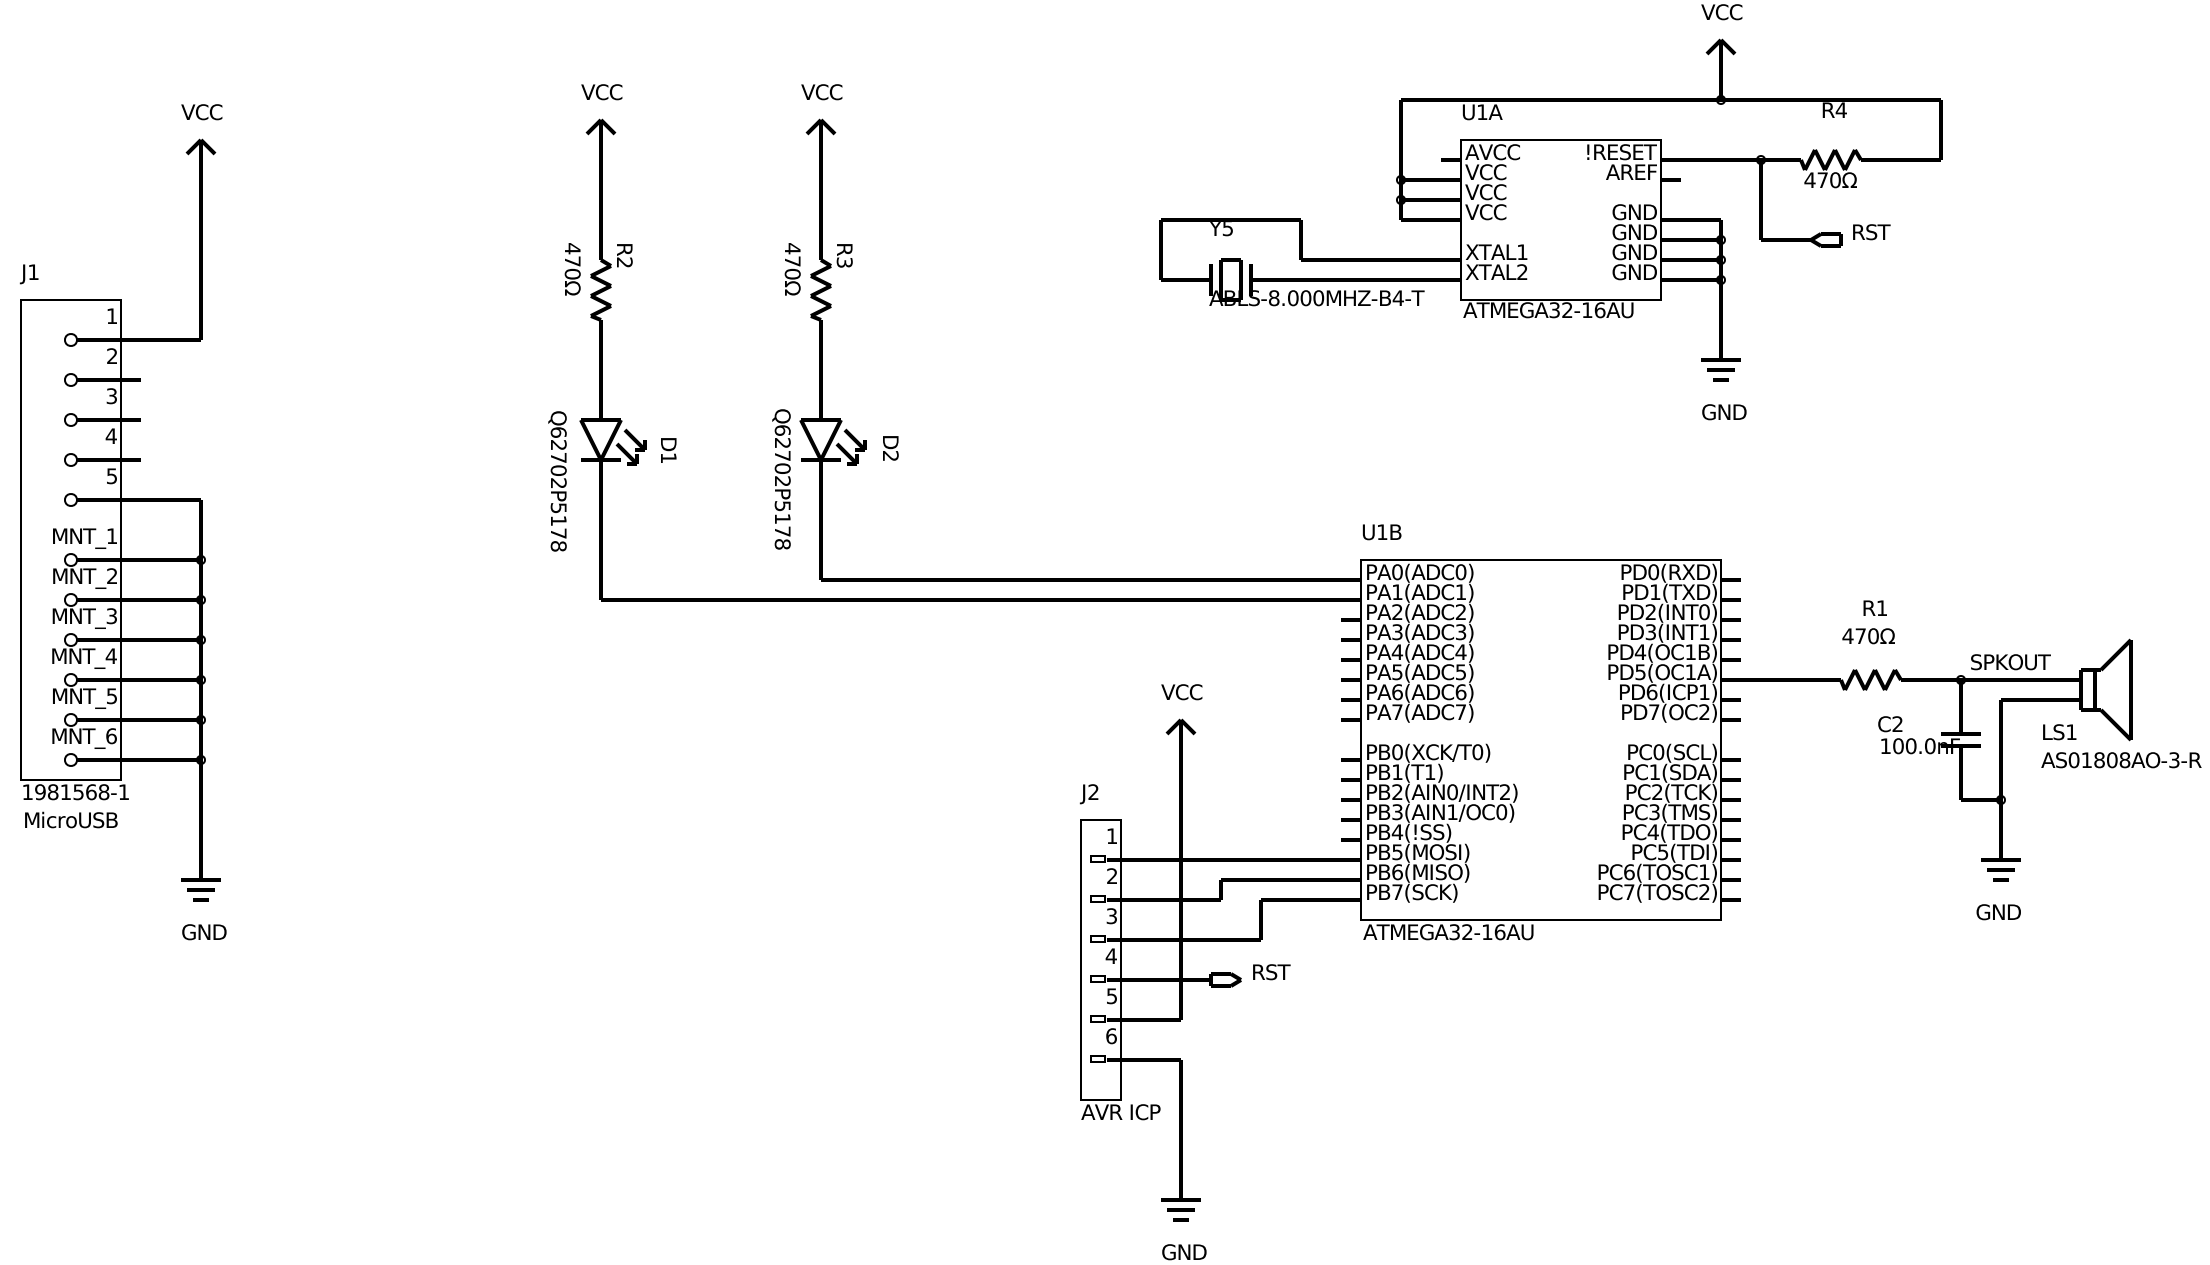 VCC
J1
1
2
3
4
5
MNT_1
MNT_2
MNT_3
MNT_4
MNT_5
MNT_6
1981568-1
MicroUSB
GND
VCC
R2
470Ω
Q62702P5178
D1
VCC
R3
470Ω
Q62702P5178
D2
VCC
U1A
R4
470Ω
AVCC
VCC
VCC
VCC
XTAL1
XTAL2
!RESET
AREF
GND
GND
GND
GND
ATMEGA32-16AU
RST
GND
Y5
ABLS-8.000MHZ-B4-T
U1B
PA0(ADC0)
PA1(ADC1)
PA2(ADC2)
PA3(ADC3)
PA4(ADC4)
PA5(ADC5)
PA6(ADC6)
PA7(ADC7)
PB0(XCK/T0)
PB1(T1)
PB2(AIN0/INT2)
PB3(AIN1/OC0)
PB4(!SS)
PB5(MOSI)
PB6(MISO)
PB7(SCK)
PD0(RXD)
PD1(TXD)
PD2(INT0)
PD3(INT1)
PD4(OC1B)
PD5(OC1A)
PD6(ICP1)
PD7(OC2)
PC0(SCL)
PC1(SDA)
PC2(TCK)
PC3(TMS)
PC4(TDO)
PC5(TDI)
PC6(TOSC1)
PC7(TOSC2)
ATMEGA32-16AU
R1
470Ω
SPKOUT
C2
100.0nF
LS1
AS01808AO-3-R
GND
VCC
J2
1
2
3
4
5
6
RST
AVR ICP
GND